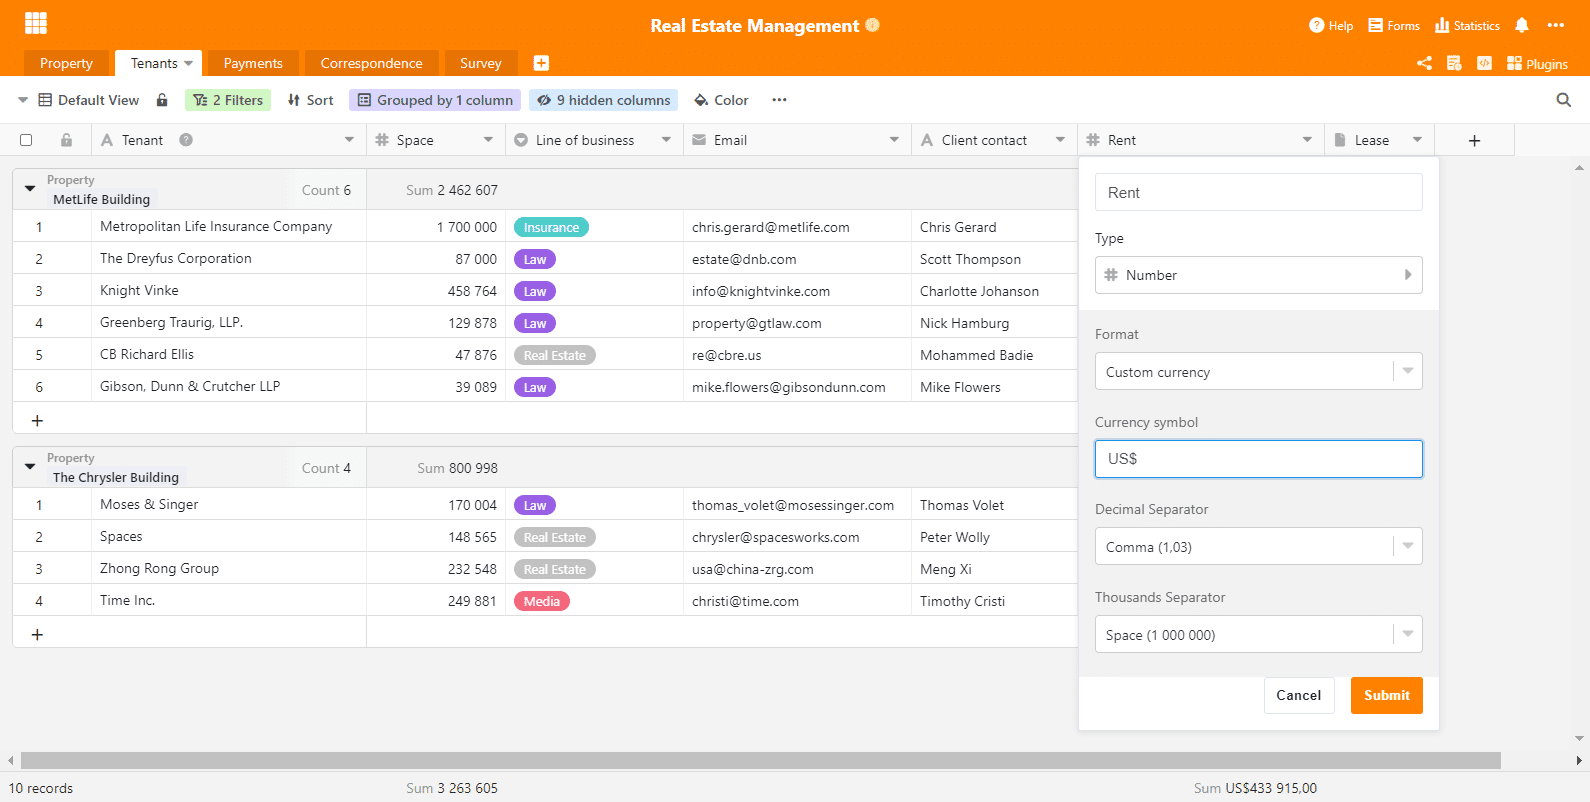 Real Estate Management
Help Forms Statistics
Property Tenants Payments Correspondence Survey
Plugins
Default View 2 Filters Sort Grouped by 1 column 9 hidden columns Color
Tenant Space Line of business Email Client contact Rent Lease
Property
MetLife Building Count 6 Sum 2 462 607
1 Metropolitan Life Insurance Company 1 700 000 Insurance chris.gerard@metlife.com Chris Gerard
2 The Dreyfus Corporation 87 000 Law estate@dnb.com Scott Thompson
3 Knight Vinke 458 764 Law info@knightvinke.com Charlotte Johanson
4 Greenberg Traurig, LLP. 129 878 Law property@gtlaw.com Nick Hamburg
5 CB Richard Ellis 47 876 Real Estate re@cbre.us Mohammed Badie
6 Gibson, Dunn & Crutcher LLP 39 089 Law mike.flowers@gibsondunn.com Mike Flowers
Property
The Chrysler Building Count 4 Sum 800 998
1 Moses & Singer 170 004 Law thomas_volet@mosessinger.com Thomas Volet
2 Spaces 148 565 Real Estate chrysler@spacesworks.com Peter Wolly
3 Zhong Rong Group 232 548 Real Estate usa@china-zrg.com Meng Xi
4 Time Inc. 249 881 Media christi@time.com Timothy Cristi
Rent
Type
Number
Format
Custom currency
Currency symbol
US$
Decimal Separator
Comma (1,03)
Thousands Separator
Space (1 000 000)
Cancel Submit
10 records Sum 3 263 605 Sum US$433 915,00